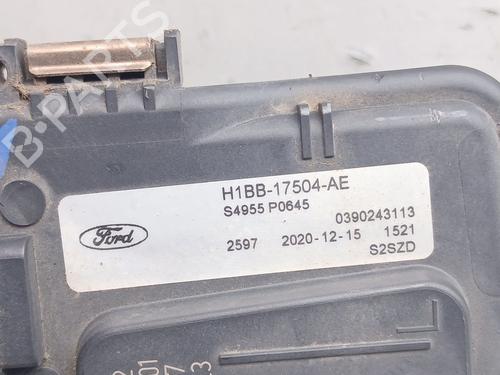 B-PARTS
H1BB-17504-AE
S4955 P0645
0390243113
Ford
2597 2020-12-15 1521
S2SZD
L